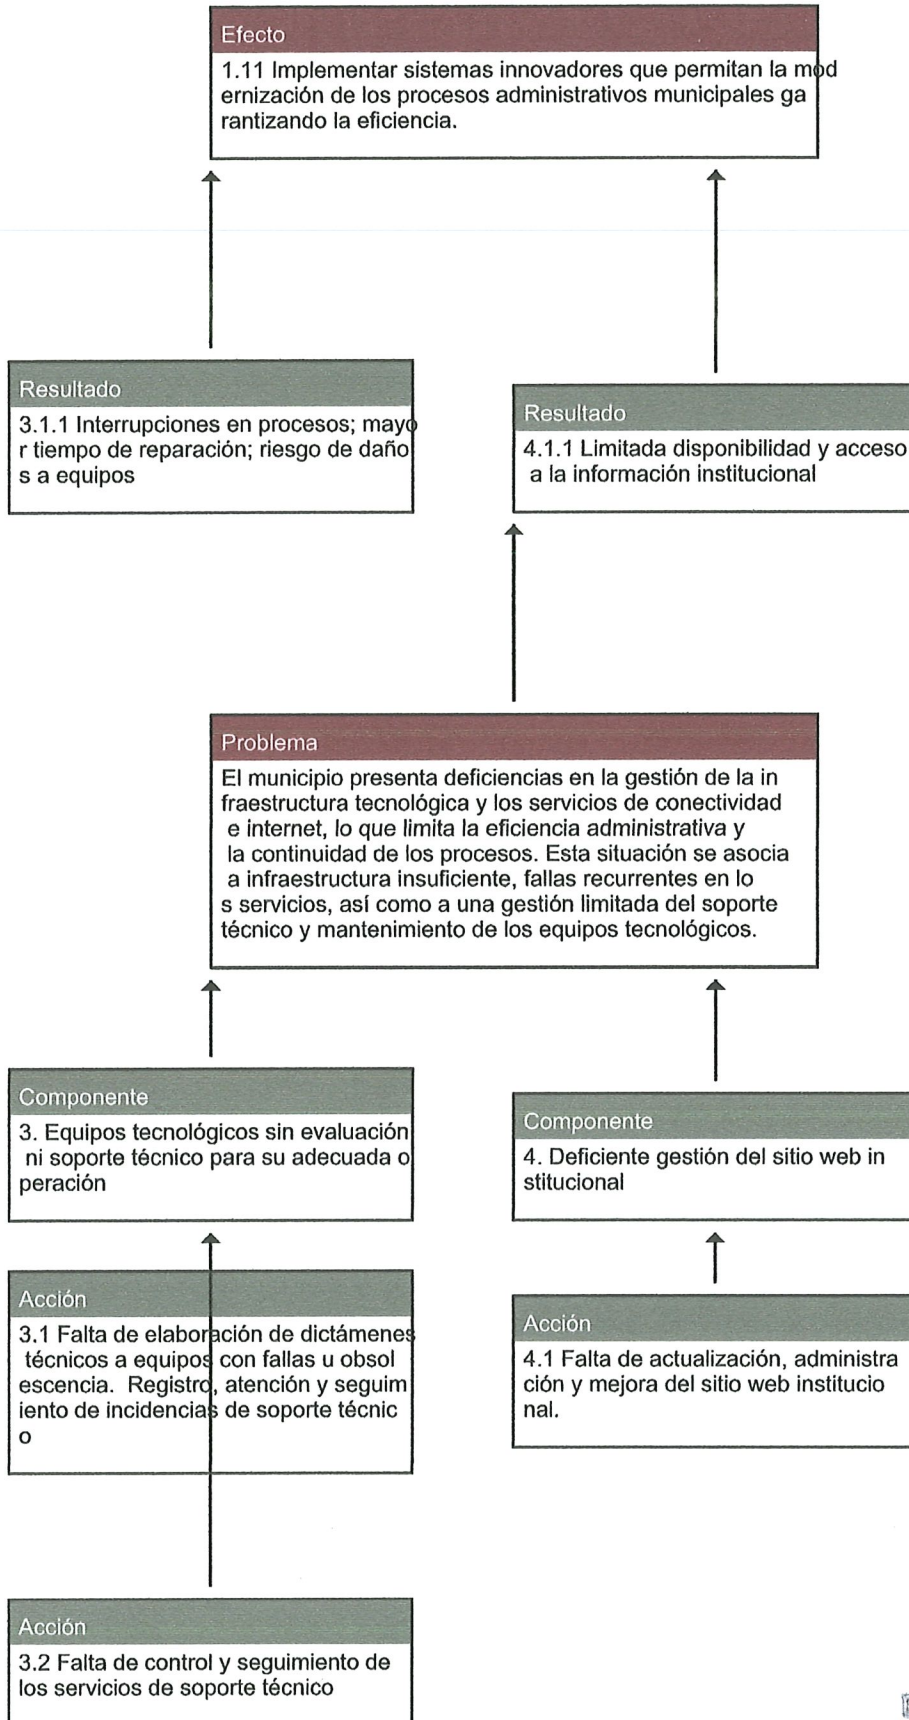 Efecto
1.11 Implementar sistemas innovadores que permitan la mod
ernización de los procesos administrativos municipales ga
rantizando la eficiencia.
Resultado
3.1.1 Interrupciones en procesos; mayo
r tiempo de reparación; riesgo de daño
s a equipos
Resultado
4.1.1 Limitada disponibilidad y acceso
a la información institucional
Problema
El municipio presenta deficiencias en la gestión de la in
fraestructura tecnológica y los servicios de conectividad
e internet, lo que limita la eficiencia administrativa y
la continuidad de los procesos. Esta situación se asocia
a infraestructura insuficiente, fallas recurrentes en lo
s servicios, así como a una gestión limitada del soporte
técnico y mantenimiento de los equipos tecnológicos.
Componente
3. Equipos tecnológicos sin evaluación
ni soporte técnico para su adecuada o
peración
Componente
4. Deficiente gestión del sitio web in
stitucional
Acción
3.1 Falta de elaboración de dictámenes
técnicos a equipos con fallas u obsol
escencia. Registro, atención y seguim
iento de incidencias de soporte técnic
o
Acción
4.1 Falta de actualización, administra
ción y mejora del sitio web institucio
nal.
Acción
3.2 Falta de control y seguimiento de
los servicios de soporte técnico